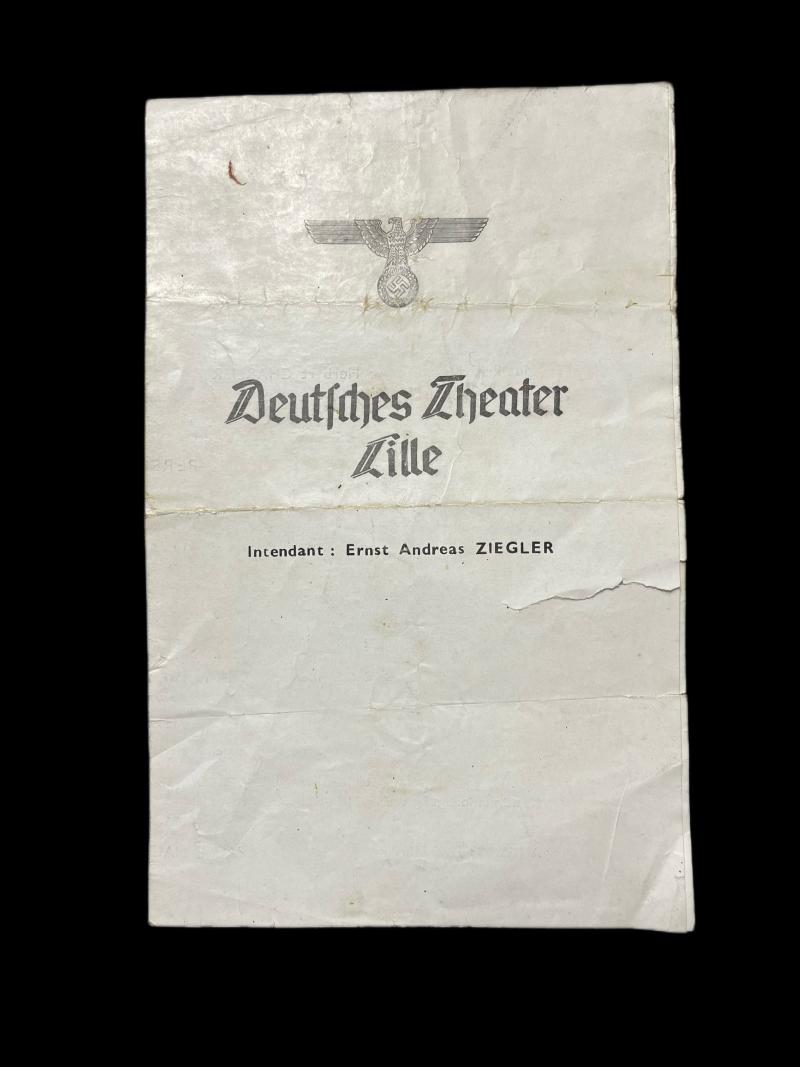 Deutſches Theater
Lille
Intendant : Ernst Andreas ZIEGLER